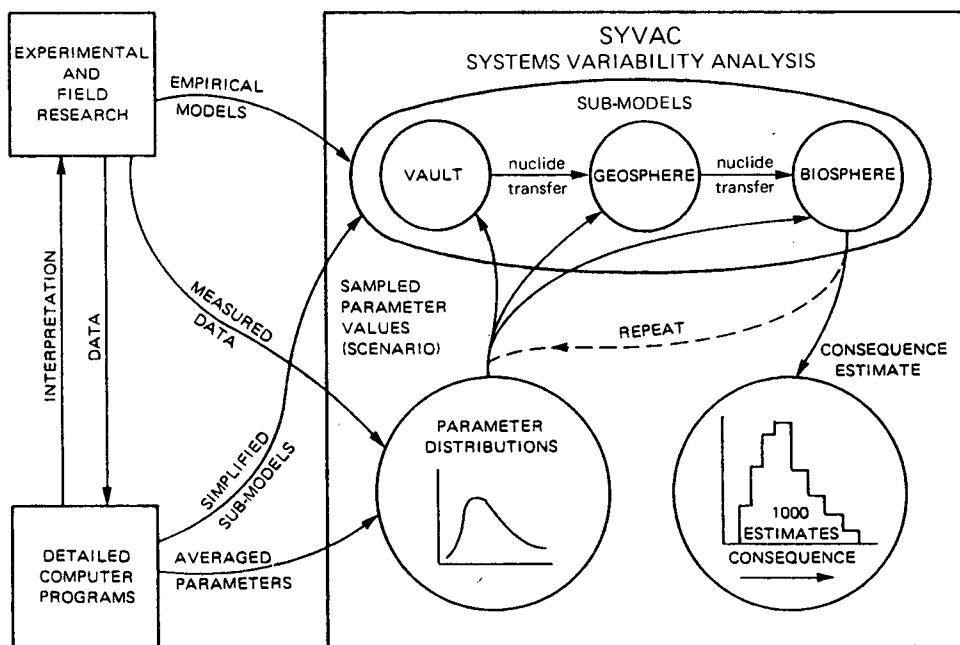 EXPERIMENTAL
AND
FIELD
RESEARCH
EMPIRICAL
MODELS
SYVAC
SYSTEMS VARIABILITY ANALYSIS
SUB-MODELS
VAULT
nuclide
transfer
GEOSPHERE
nuclide
transfer
BIOSPHERE
INTERPRETATION
DATA
MEASURED
DATA
SAMPLED
PARAMETER
VALUES
(SCENARIO)
REPEAT
CONSEQUENCE
ESTIMATE
SIMPLIFIED
SUB-MODELS
PARAMETER
DISTRIBUTIONS
1000
ESTIMATES
CONSEQUENCE
DETAILED
COMPUTER
PROGRAMS
AVERAGED
PARAMETERS